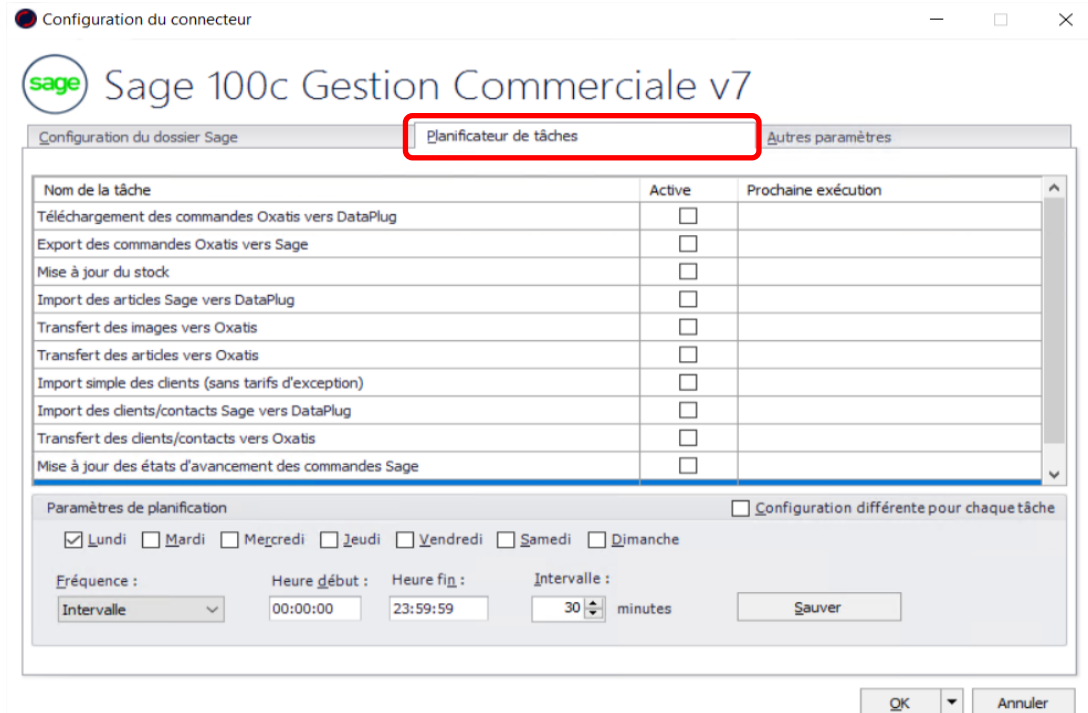 Configuration du connecteur
sage Sage 100c Gestion Commerciale v7
Configuration du dossier Sage Planificateur de tâches Autres paramètres
Nom de la tâche Active Prochaine exécution
Téléchargement des commandes Oxatis vers DataPlug
Export des commandes Oxatis vers Sage
Mise à jour du stock
Import des articles Sage vers DataPlug
Transfert des images vers Oxatis
Transfert des articles vers Oxatis
Import simple des clients (sans tarifs d'exception)
Import des clients/contacts Sage vers DataPlug
Transfert des clients/contacts vers Oxatis
Mise à jour des états d'avancement des commandes Sage
Paramètres de planification Configuration différente pour chaque tâche
Lundi Mardi Mercredi Jeudi Vendredi Samedi Dimanche
Fréquence : Heure début : Heure fin : Intervalle :
Intervalle 00:00:00 23:59:59 30 minutes Sauver
OK Annuler